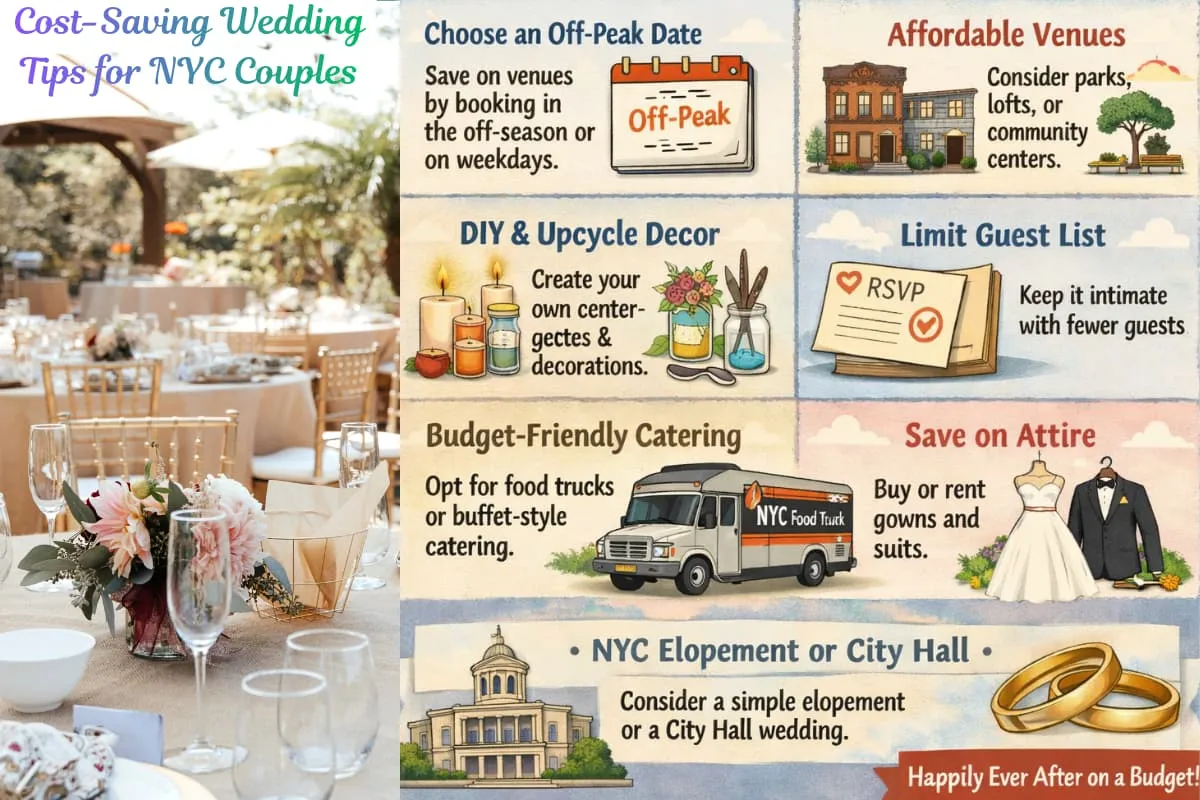 Cost-Saving Wedding
Tips for NYC Couples
Choose an Off-Peak Date
Save on venues
by booking in
the off-season or
on weekdays.
Off-Peak
Affordable Venues
Consider parks,
lofts, or
community
centers.
DIY & Upcycle Decor
Create your
own center-
gectes &
decorations.
Limit Guest List
RSVP
Keep it intimate
with fewer guests
Budget-Friendly Catering
Opt for food trucks
or buffet-style
catering.
NYC Food Truck
Save on Attire
Buy or rent
gowns and
suits.
• NYC Elopement or City Hall •
Consider a simple elopement
or a City Hall wedding.
Happily Ever After on a Budget!